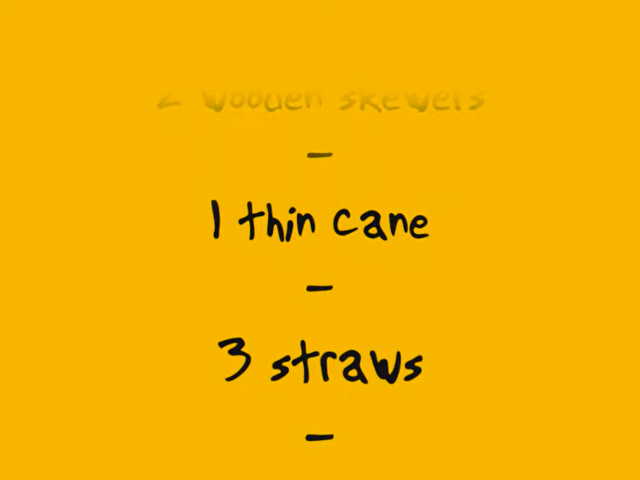 2 wooden skewers
-
1 thin cane
-
3 straws
-